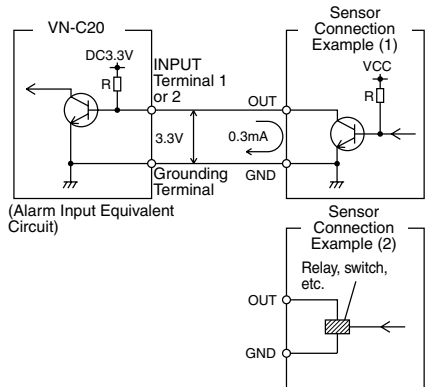 VN-C20
DC3.3V
R
INPUT
Terminal 1
or 2
3.3V
Grounding
Terminal
(Alarm Input Equivalent
Circuit)
Sensor
Connection
Example (1)
VCC
R
OUT
0.3mA
GND
Sensor
Connection
Example (2)
Relay, switch,
etc.
OUT
GND